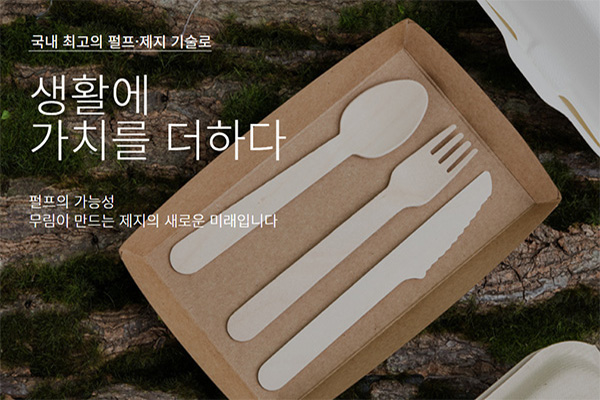 국내 최고의 펄프·제지 기술로
생활에
가치를 더하다
펄프의 가능성
무림이 만드는 제지의 새로운 미래입니다